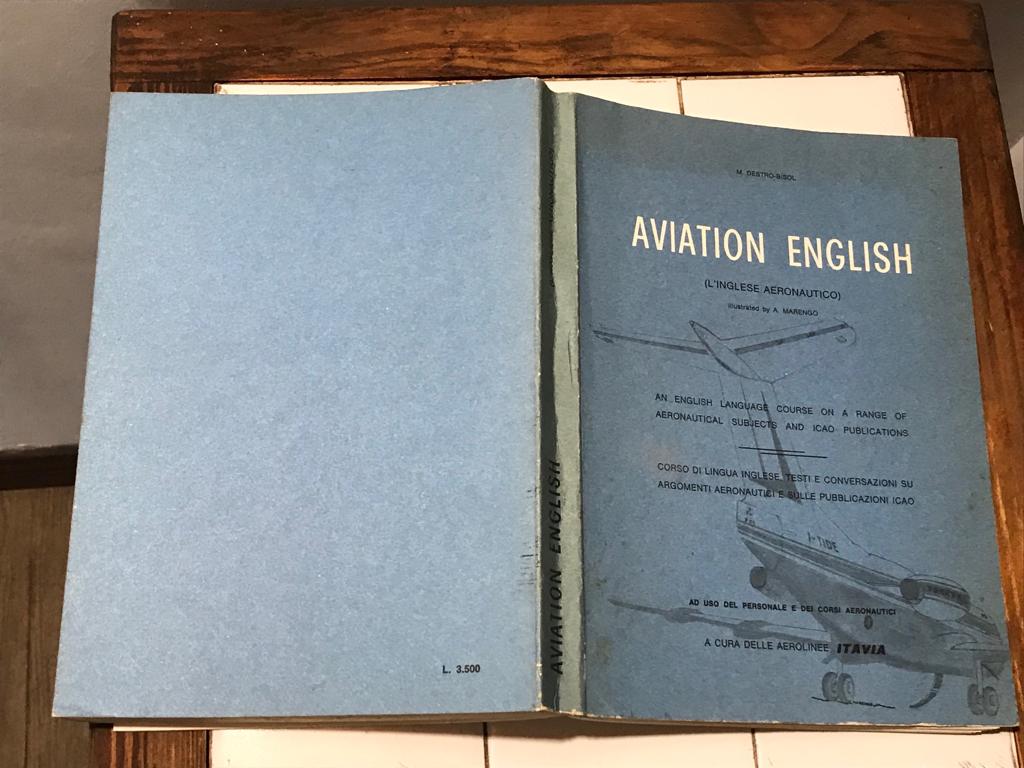 L. 3.500
AVIATION ENGLISH
M. DESTRO-BISOL
AVIATION ENGLISH
(L'INGLESE AERONAUTICO)
illustrated by A. MARENGO
AN ENGLISH LANGUAGE COURSE ON A RANGE OF
AERONAUTICAL SUBJECTS AND ICAO PUBLICATIONS
CORSO DI LINGUA INGLESE, TESTI E CONVERSAZIONI SU
ARGOMENTI AERONAUTICI E SULLE PUBBLICAZIONI ICAO
I-TIDE
AD USO DEL PERSONALE E DEI CORSI AERONAUTICI
A CURA DELLE AEROLINEE ITAVIA